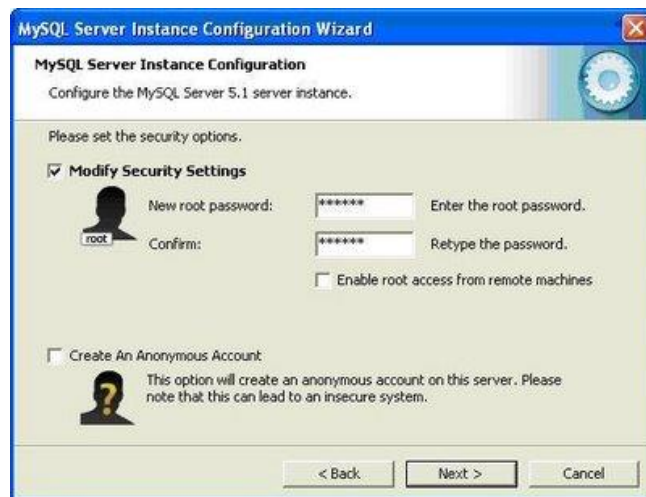 MySQL Server Instance Configuration Wizard
MySQL Server Instance Configuration
Configure the MySQL Server 5.1 server instance.
Please set the security options.
Modify Security Settings
New root password: ****** Enter the root password.
root
Confirm: ****** Retype the password.
Enable root access from remote machines
Create An Anonymous Account
This option will create an anonymous account on this server. Please
note that this can lead to an insecure system.
?
< Back Next > Cancel